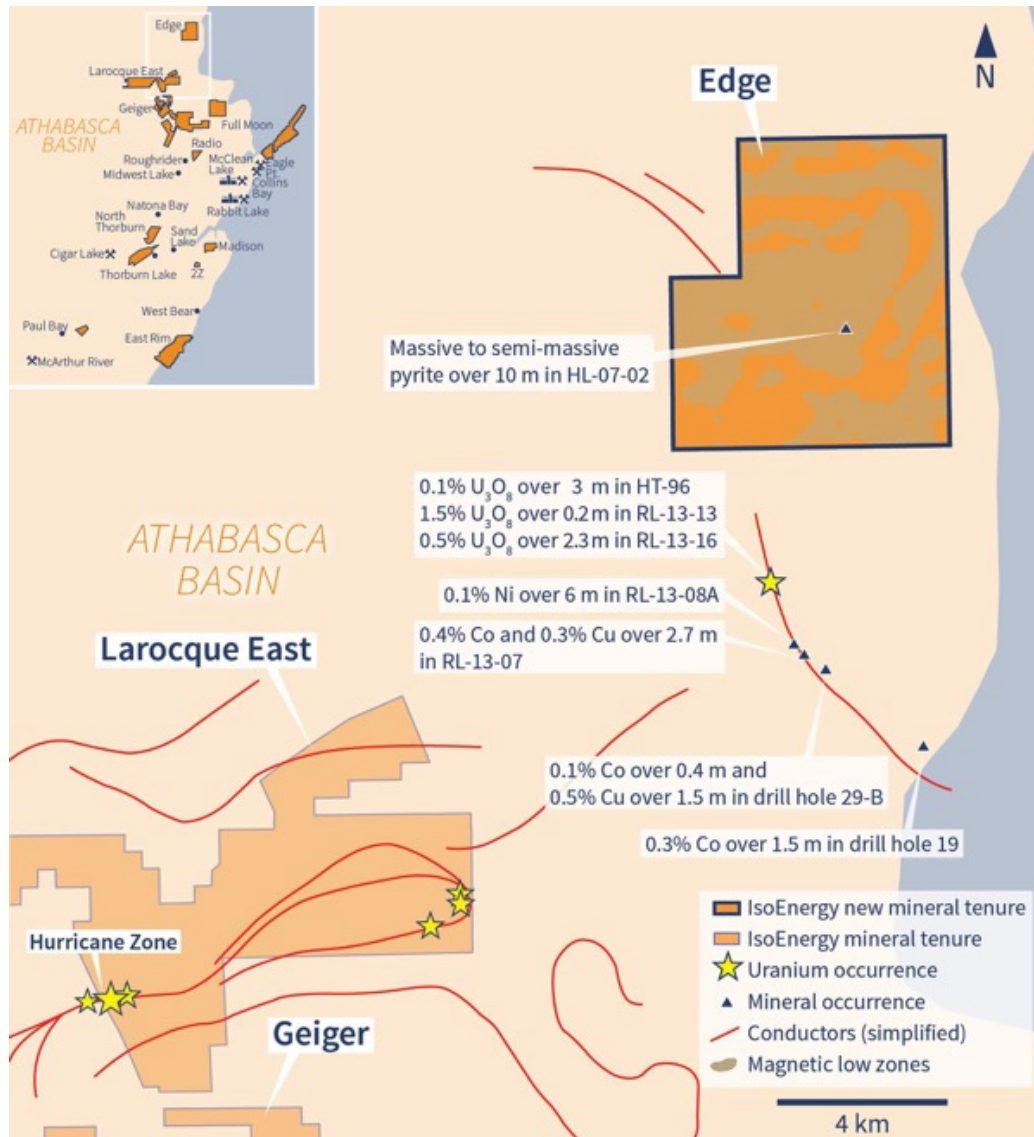 Edge
Larocque East
Geiger
ATHABASCA
BASIN
Full Moon
Radio
Roughrider
Midwest Lake
McClean
Lake
Eagle
Pt.
Collins
Bay
Rabbit Lake
Natona Bay
North
Thorburn
Sand
Lake
Cigar Lake
Madison
Thorburn Lake
2Z
West Bear
Paul Bay
East Rim
McArthur River
N
Edge
Massive to semi-massive
pyrite over 10 m in HL-07-02
0.1% U3O8 over 3 m in HT-96
1.5% U3O8 over 0.2 m in RL-13-13
0.5% U3O8 over 2.3 m in RL-13-16
ATHABASCA
BASIN
0.1% Ni over 6 m in RL-13-08A
0.4% Co and 0.3% Cu over 2.7 m
in RL-13-07
Larocque East
0.1% Co over 0.4 m and
0.5% Cu over 1.5 m in drill hole 29-B
0.3% Co over 1.5 m in drill hole 19
Hurricane Zone
Geiger
IsoEnergy new mineral tenure
IsoEnergy mineral tenure
Uranium occurrence
Mineral occurrence
Conductors (simplified)
Magnetic low zones
4 km